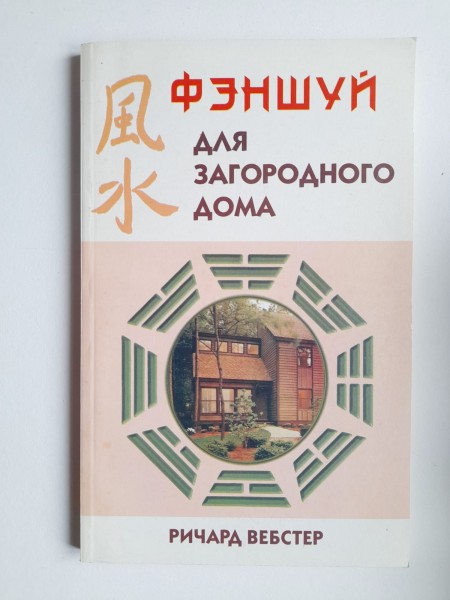 風水
ФЭНШУЙ
ДЛЯ
ЗАГОРОДНОГО
ДОМА
РИЧАРД ВЕБСТЕР